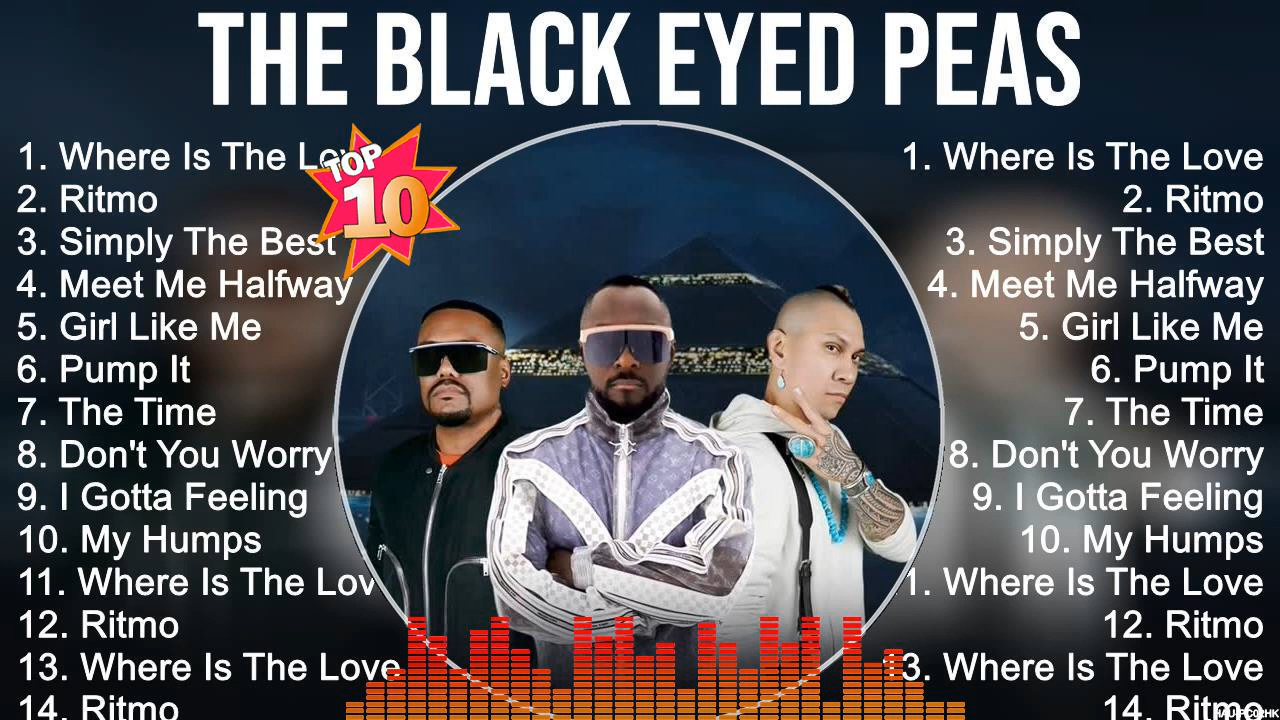 THE BLACK EYED PEAS
1. Where Is The Lov
TOP
10
2. Ritmo
3. Simply The Best
4. Meet Me Halfway
5. Girl Like Me
6. Pump It
7. The Time
8. Don't You Worry
9. I Gotta Feeling
10. My Humps
11. Where Is The Lov
12. Ritmo
13. Where Is The Love
14. Ritmo
1. Where Is The Love
2. Ritmo
3. Simply The Best
4. Meet Me Halfway
5. Girl Like Me
6. Pump It
7. The Time
8. Don't You Worry
9. I Gotta Feeling
10. My Humps
1. Where Is The Love
12. Ritmo
13. Where Is The Love
14. Ritmo